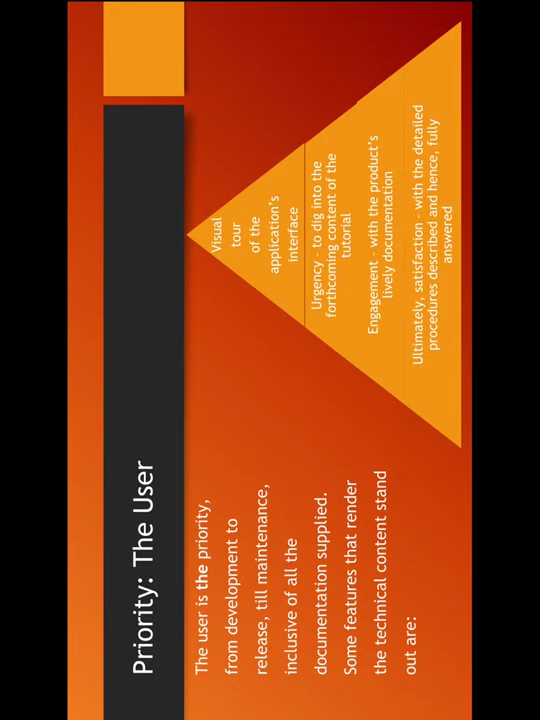 Priority: The User
The user is the priority,
from development to
release, till maintenance,
inclusive of all the
documentation supplied.
Some features that render
the technical content stand
out are:
Visual
tour
of the
application's
interface
Urgency - to dig into the
forthcoming content of the
tutorial
Engagement - with the product's
lively documentation
Ultimately, satisfaction - with the detailed
procedures described and hence, fully
answered